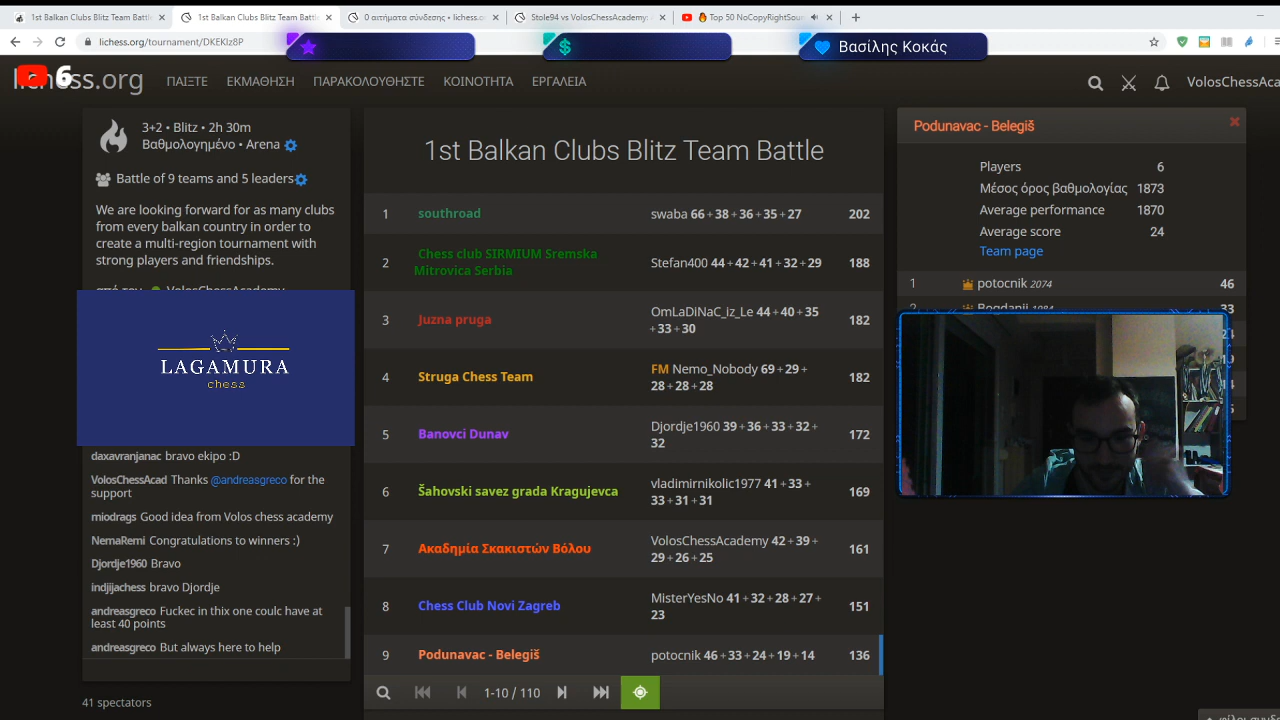 1st Balkan Clubs Blitz Team Battle
1st Balkan Clubs Blitz Team Battl
0 αιτήματα σύνδεσης • lichess.or
Stole94 vs VolosChessAcademy:
Top 50 NoCopyRightSoun
lichess.org/tournament/DKEKlz8P
Βασίλης Κοκάς
lichess.org
6
ΠΑΙΞΤΕ
ΕΚΜΑΘΗΣΗ
ΠΑΡΑΚΟΛΟΥΘΗΣΤΕ
ΚΟΙΝΟΤΗΤΑ
ΕΡΓΑΛΕΙΑ
VolosChessAca
3+2 • Blitz • 2h 30m
Βαθμολογημένο • Arena
Battle of 9 teams and 5 leaders
We are looking forward for as many clubs
from every balkan country in order to
create a multi-region tournament with
strong players and friendships.
από τον VolosChessAcademy
LAGAMURA
chess
daxavranjanac bravo ekipo :D
VolosChessAcad Thanks @andreasgreco for the
support
miodrags Good idea from Volos chess academy
NemaRemi Congratulations to winners :)
Djordje1960 Bravo
indjijachess bravo Djordje
andreasgreco Fuckec in thix one coulc have at
least 40 points
andreasgreco But always here to help
41 spectators
1st Balkan Clubs Blitz Team Battle
1 southroad swaba 66+38+36+35+27 202
2 Chess club SIRMIUM Sremska
Mitrovica Serbia Stefan400 44+42+41+32+29 188
3 Juzna pruga OmLaDiNaC_Iz_Le 44+40+35
+33+30 182
4 Struga Chess Team FM Nemo_Nobody 69+29+
28+28+28 182
5 Banovci Dunav Djordje1960 39+36+33+32+
32 172
6 Šahovski savez grada Kragujevca vladimirnikolic1977 41+33+
33+31+31 169
7 Ακαδημία Σκακιστών Βόλου VolosChessAcademy 42+39+
29+26+25 161
8 Chess Club Novi Zagreb MisterYesNo 41+32+28+27+
23 151
9 Podunavac - Belegiš potocnik 46+33+24+19+14 136
1-10 / 110
Podunavac - Belegiš
Players 6
Μέσος όρος βαθμολογίας 1873
Average performance 1870
Average score 24
Team page
1 potocnik 2074 46
2 Bogdanii 1984 33